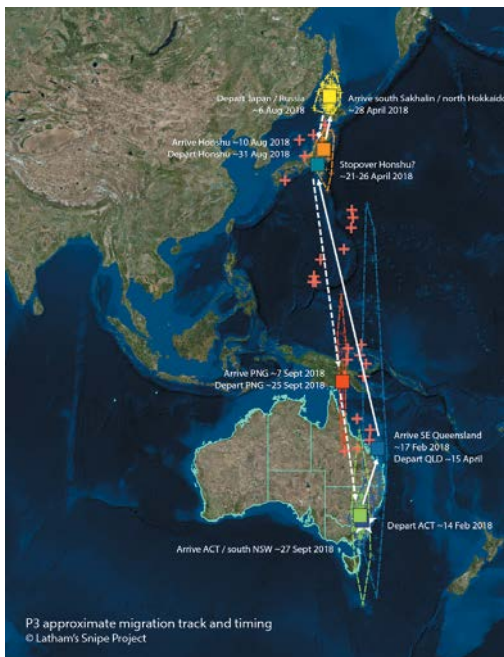 Depart Japan / Russia
~6 Aug 2018
Arrive south Sakhalin / north Hokkaido
~28 April 2018
Arrive Honshu ~10 Aug 2018
Depart Honshu ~31 Aug 2018
Stopover Honshu?
~21-26 April 2018
Arrive PNG ~7 Sept 2018
Depart PNG ~25 Sept 2018
Arrive SE Queensland
~17 Feb 2018
Depart QLD ~15 April
Depart ACT ~14 Feb 2018
Arrive ACT / south NSW ~27 Sept 2018
P3 approximate migration track and timing
© Latham's Snipe Project